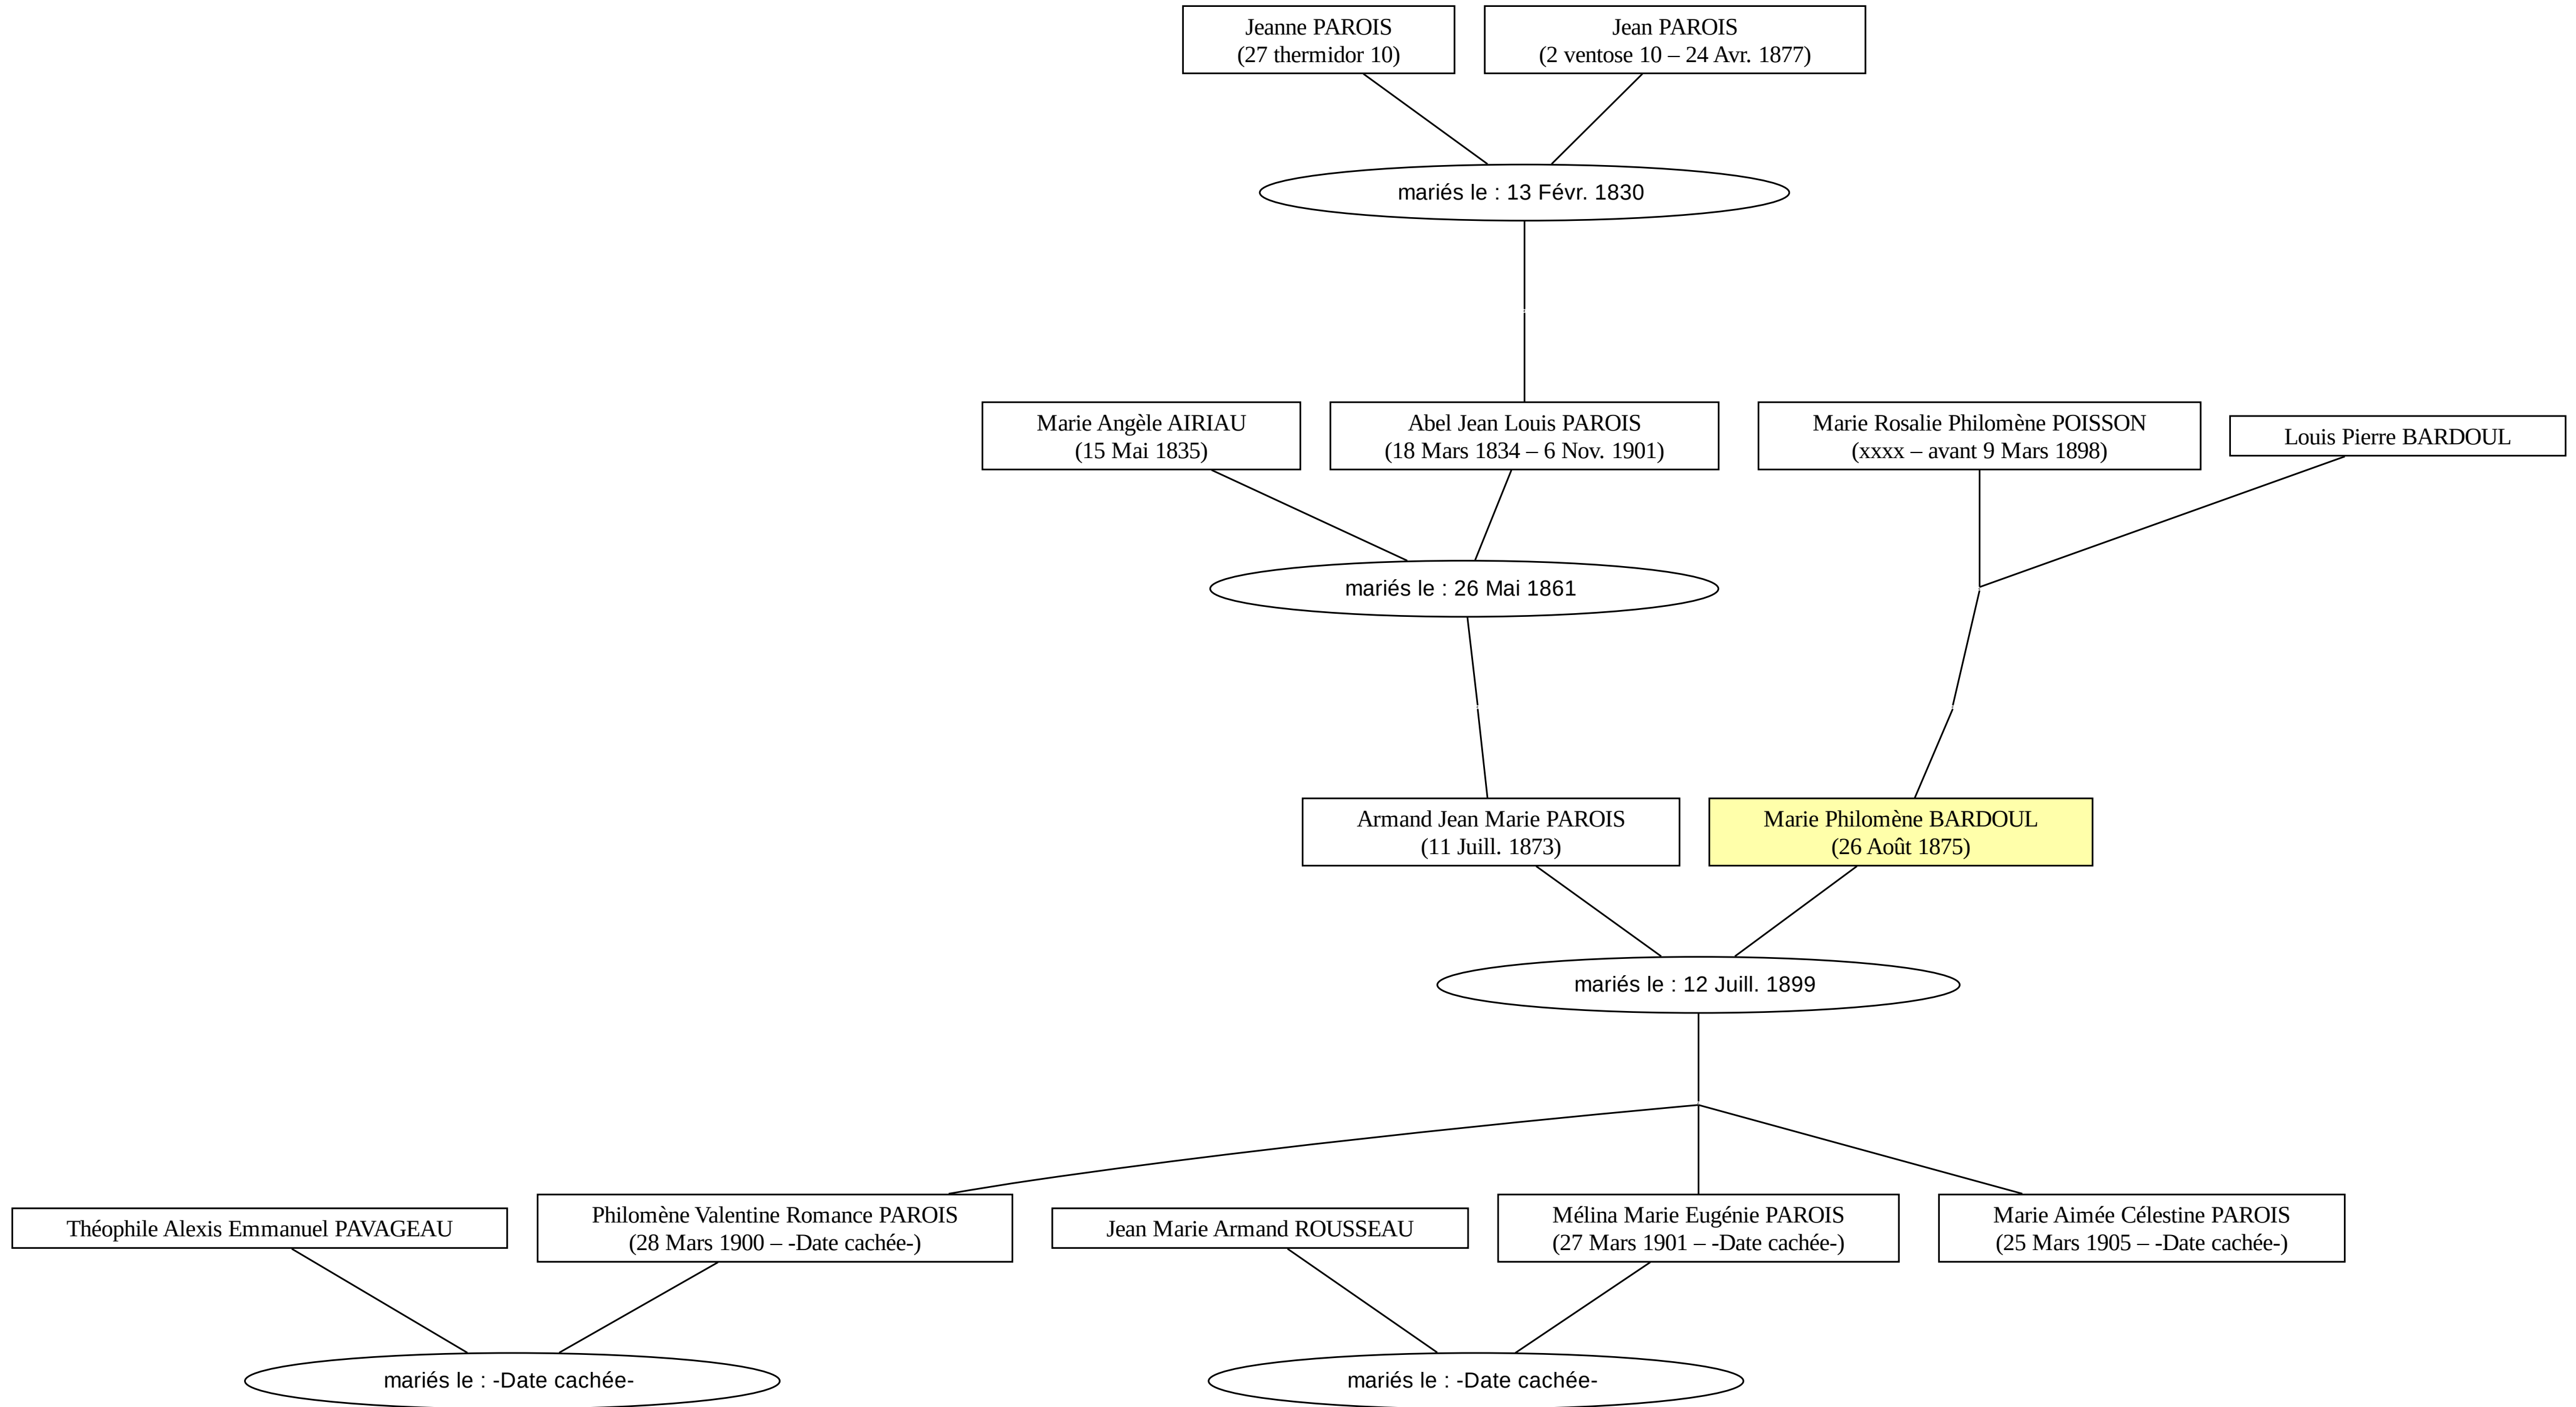 Jeanne PAROIS
(27 thermidor 10)
Jean PAROIS
(2 ventose 10 – 24 Avr. 1877)
mariés le : 13 Févr. 1830
Marie Angèle AIRIAU
(15 Mai 1835)
Abel Jean Louis PAROIS
(18 Mars 1834 – 6 Nov. 1901)
Marie Rosalie Philomène POISSON
(xxxx – avant 9 Mars 1898)
Louis Pierre BARDOUL
mariés le : 26 Mai 1861
Armand Jean Marie PAROIS
(11 Juill. 1873)
Marie Philomène BARDOUL
(26 Août 1875)
mariés le : 12 Juill. 1899
Théophile Alexis Emmanuel PAVAGEAU
Philomène Valentine Romance PAROIS
(28 Mars 1900 – -Date cachée-)
Jean Marie Armand ROUSSEAU
Mélina Marie Eugénie PAROIS
(27 Mars 1901 – -Date cachée-)
Marie Aimée Célestine PAROIS
(25 Mars 1905 – -Date cachée-)
mariés le : -Date cachée-
mariés le : -Date cachée-